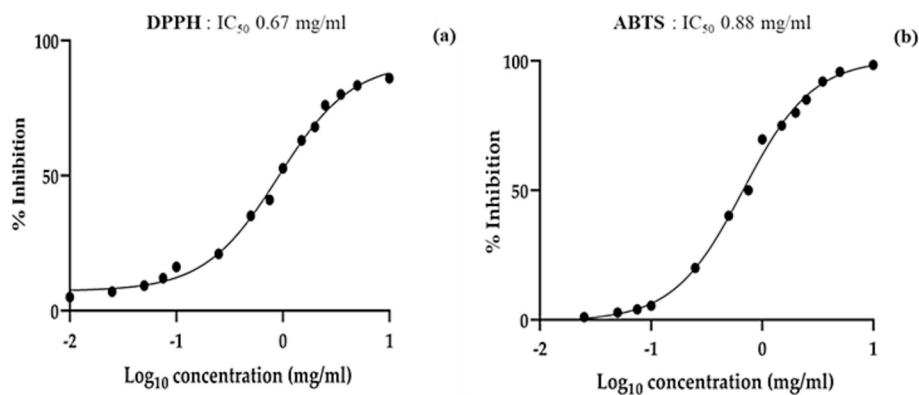 DPPH : IC₅₀ 0.67 mg/ml
(a)
100
50
0
% Inhibition
-2 -1 0 1
Log₁₀ concentration (mg/ml)
ABTS : IC₅₀ 0.88 mg/ml
(b)
100
50
0
% Inhibition
-2 -1 0 1
Log₁₀ concentration (mg/ml)